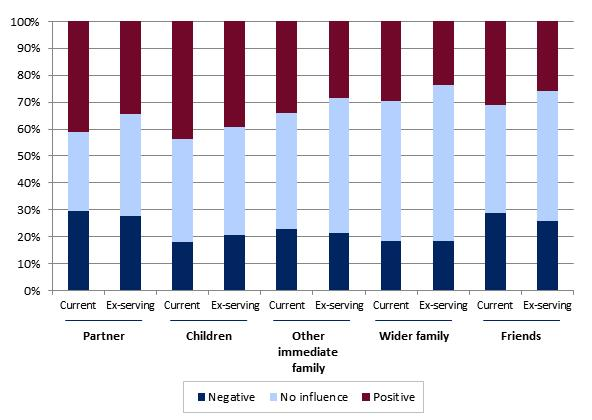 100%
90%
80%
70%
60%
50%
40%
30%
20%
10%
0%
Current Ex-serving Current Ex-serving Current Ex-serving Current Ex-serving Current Ex-serving
Partner Children Other Wider family Friends
immediate
family
Negative No influence Positive